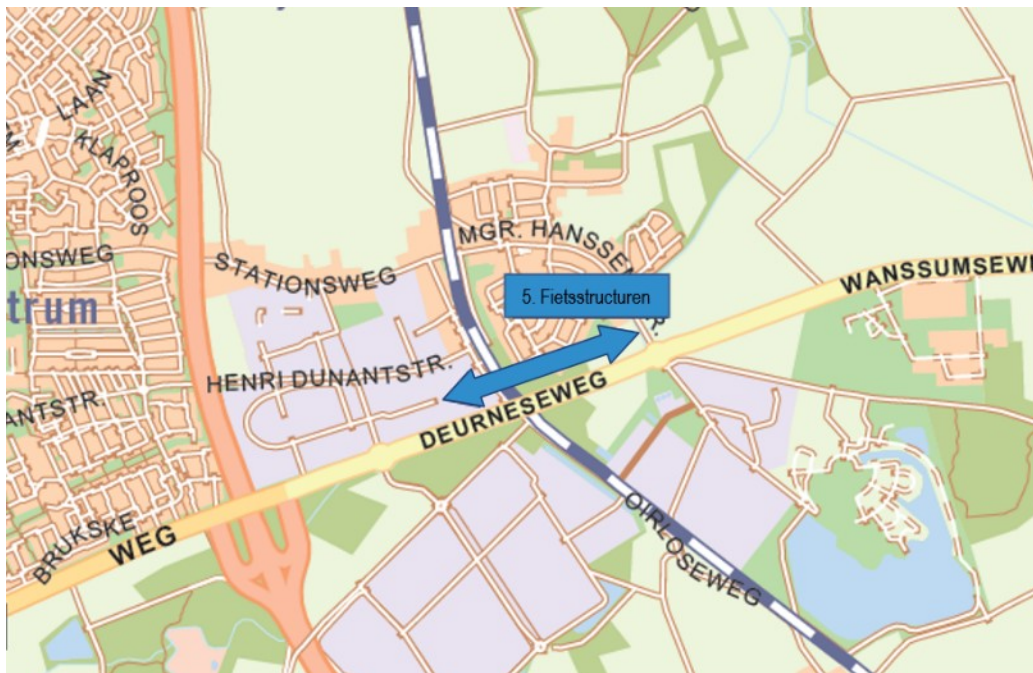 LAAN
KLAPROOS
ONSWEG
STATIONSWEG
MGR. HANSSE
R.
5. Fietsstructuren
WANSSUMSEWE
trum
HENRI DUNANTSTR.
ANTSTR.
DEURNESEWEG
BRUKSKE
WEG
OIRLOSEWEG